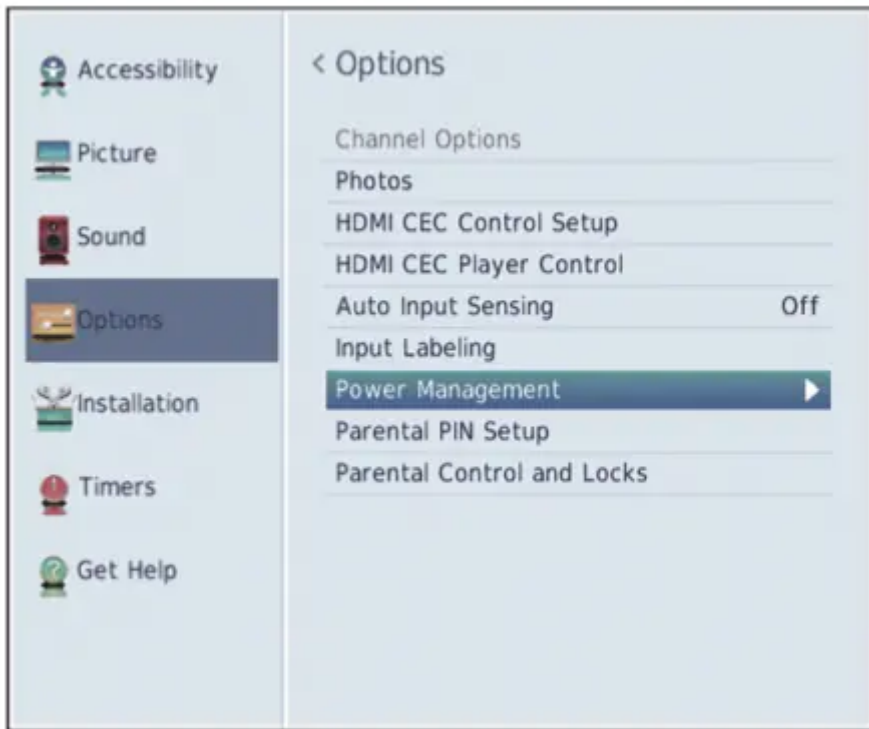 Accessibility
Picture
Sound
Options
Installation
Timers
Get Help
< Options
Channel Options
Photos
HDMI CEC Control Setup
HDMI CEC Player Control
Auto Input Sensing Off
Input Labeling
Power Management
Parental PIN Setup
Parental Control and Locks